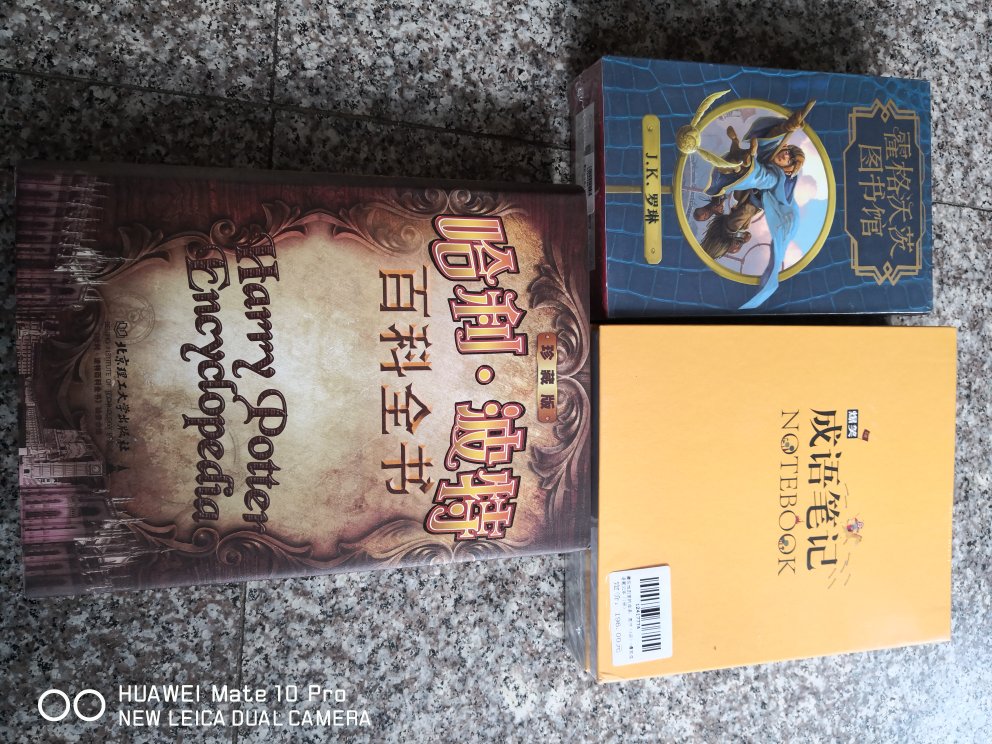 哈利·波特
珍藏版
百科全书
Harry Potter
Encyclopedia
北京理工大学出版社
霍格沃茨
图书馆
J.K. 罗琳
爆笑
成语笔记
NOTEBOOK
HUAWEI Mate 10 Pro
NEW LEICA DUAL CAMERA